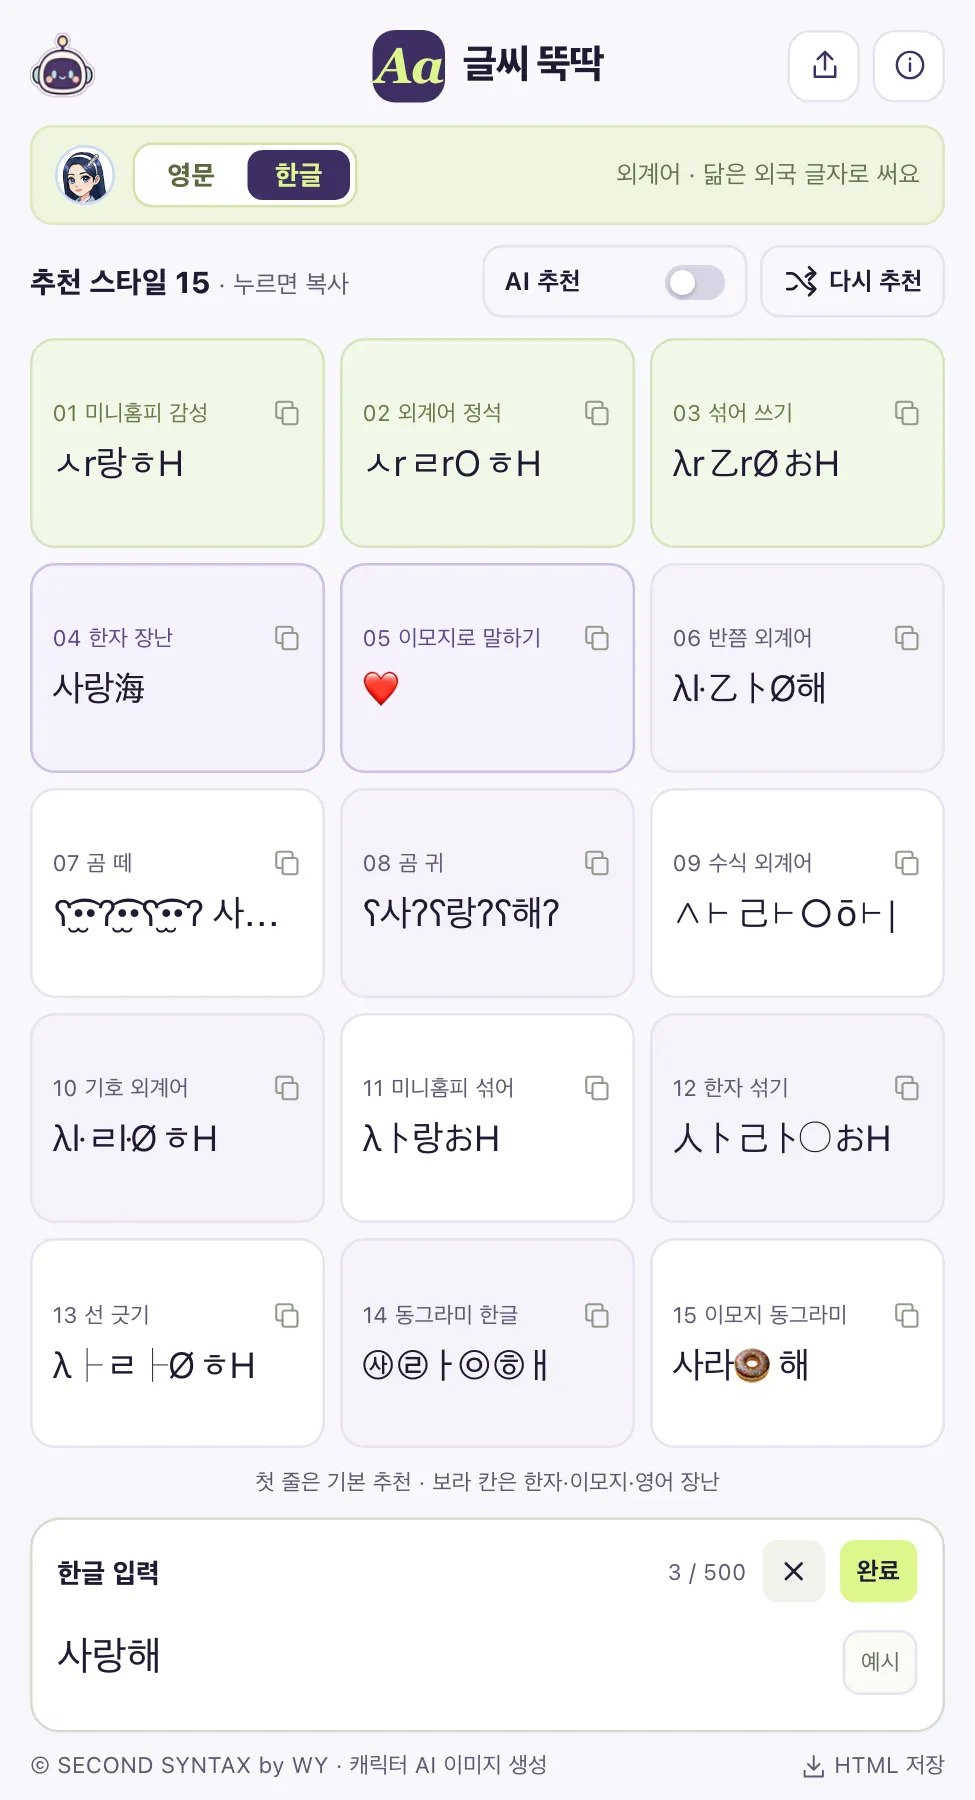 Aa 글씨 뚝딱
영문 한글 외계어 · 닮은 외국 글자로 써요
추천 스타일 15 · 누르면 복사 AI 추천 다시 추천
01 미니홈피 감성
ㅅr랑ㅎH
02 외계어 정석
ㅅrㄹrOㅎH
03 섞어 쓰기
λr乙rØおH
04 한자 장난
사랑海
05 이모지로 말하기
❤️
06 반쯤 외계어
λl·乙ㅏØ해
07 곰 떼
08 곰 귀
ʕ사ʔʕ랑ʔʕ해ʔ
09 수식 외계어
∧⊢己⊢〇ō⊢|
10 기호 외계어
λl·ㄹl·ØㅎH
11 미니홈피 섞어
λㅏ랑おH
12 한자 섞기
人ㅏ己ㅏ◯おH
13 선 긋기
λ├ㄹ├ØㅎH
14 동그라미 한글
㉴㉣ㅏ㉧㉭ㅐ
15 이모지 동그라미
사라🍩해
첫 줄은 기본 추천 · 보라 칸은 한자·이모지·영어 장난
한글 입력 3 / 500 완료
사랑해
예시
© SECOND SYNTAX by WY · 캐릭터 AI 이미지 생성 HTML 저장